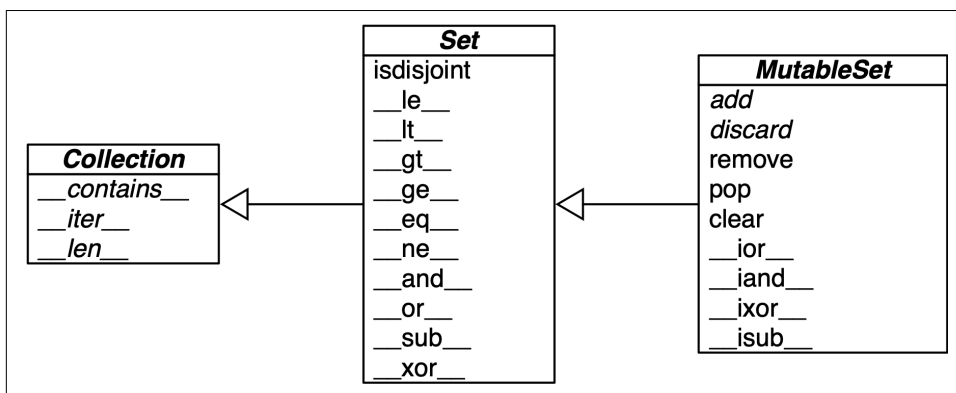 Collection
__contains__
__iter__
__len__
Set
isdisjoint
__le__
__lt__
__gt__
__ge__
__eq__
__ne__
__and__
__or__
__sub__
__xor__
MutableSet
add
discard
remove
pop
clear
__ior__
__iand__
__ixor__
__isub__